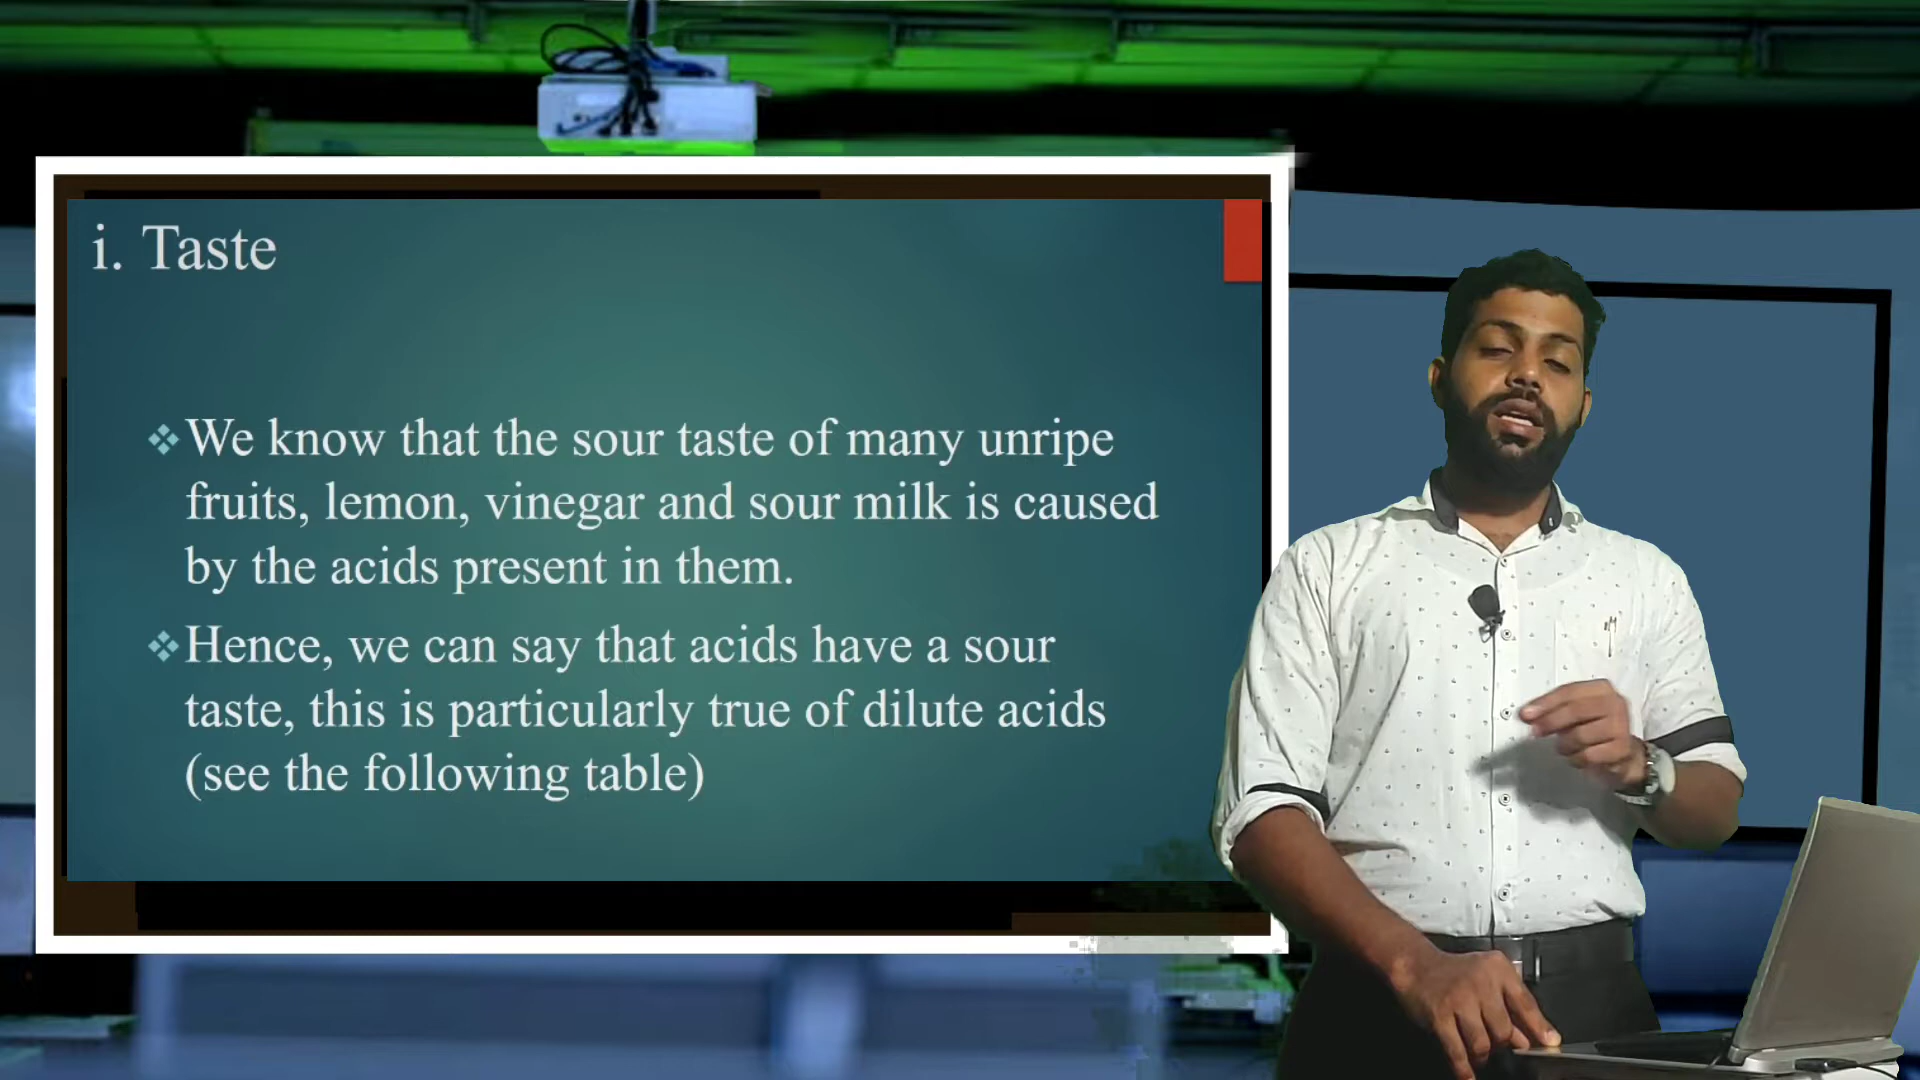 i. Taste
❖We know that the sour taste of many unripe
fruits, lemon, vinegar and sour milk is caused
by the acids present in them.
❖Hence, we can say that acids have a sour
taste, this is particularly true of dilute acids
(see the following table)